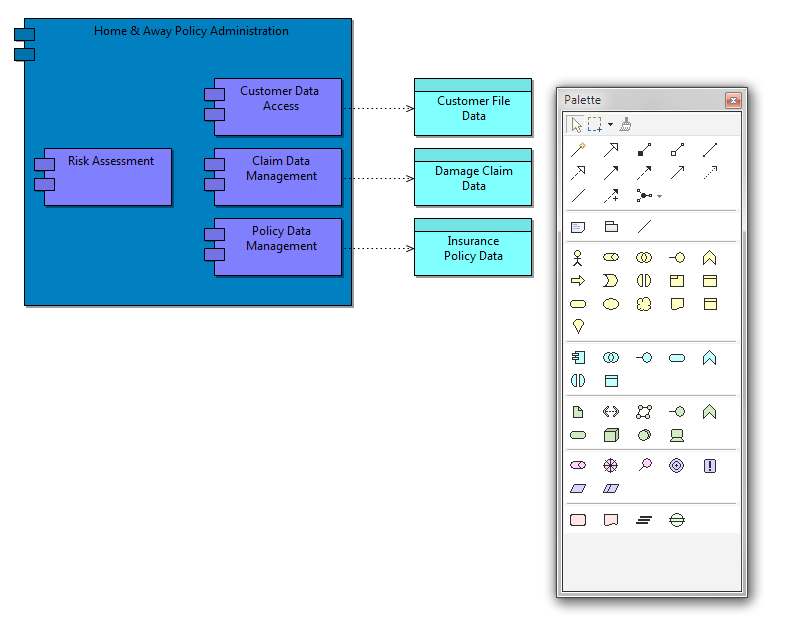 Home & Away Policy Administration
Customer Data
Access
Customer File
Data
Risk Assessment
Claim Data
Management
Damage Claim
Data
Policy Data
Management
Insurance
Policy Data
Palette